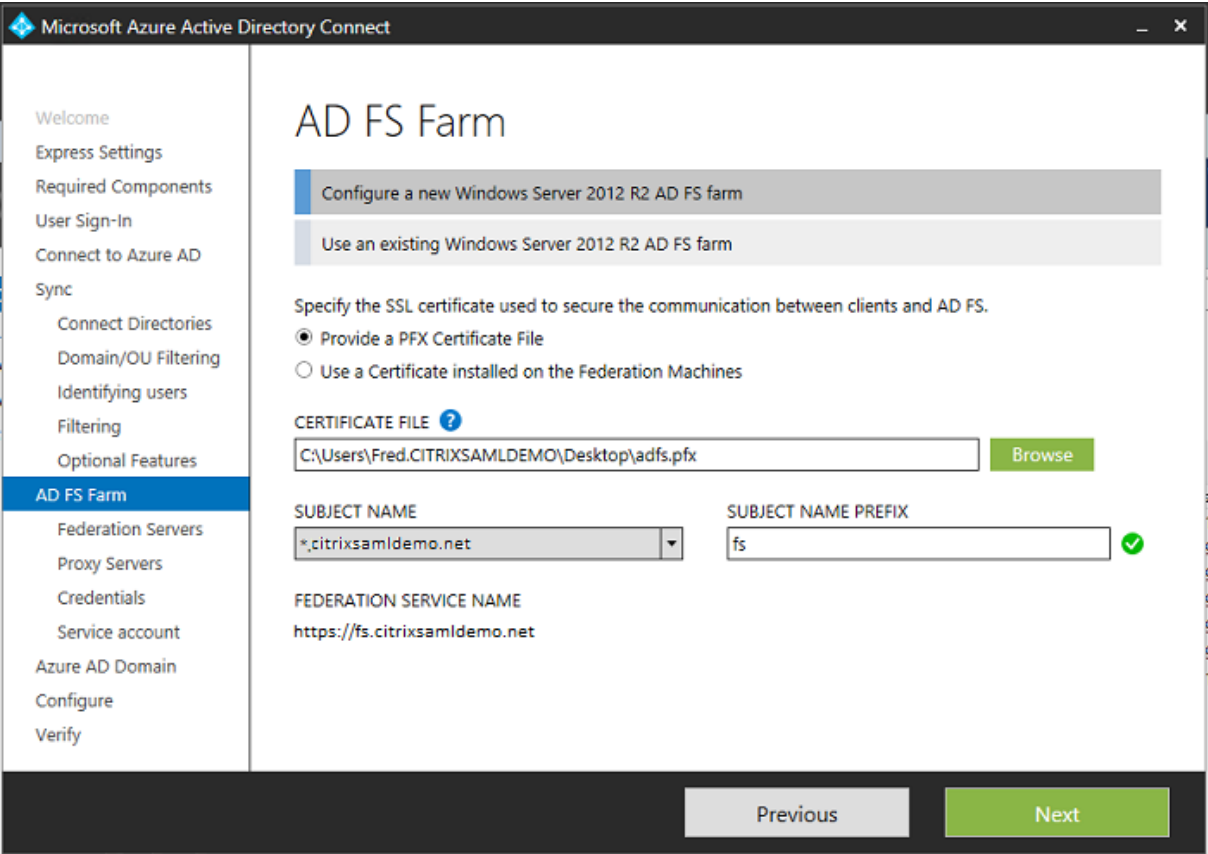 Microsoft Azure Active Directory Connect
Welcome
Express Settings
Required Components
User Sign-In
Connect to Azure AD
Sync
Connect Directories
Domain/OU Filtering
Identifying users
Filtering
Optional Features
AD FS Farm
Federation Servers
Proxy Servers
Credentials
Service account
Azure AD Domain
Configure
Verify
AD FS Farm
Configure a new Windows Server 2012 R2 AD FS farm
Use an existing Windows Server 2012 R2 AD FS farm
Specify the SSL certificate used to secure the communication between clients and AD FS.
Provide a PFX Certificate File
Use a Certificate installed on the Federation Machines
CERTIFICATE FILE ?
C:\Users\Fred.CITRIXSAMLDEMO\Desktop\adfs.pfx Browse
SUBJECT NAME SUBJECT NAME PREFIX
*.citrixsamldemo.net fs
FEDERATION SERVICE NAME
https://fs.citrixsamldemo.net
Previous Next